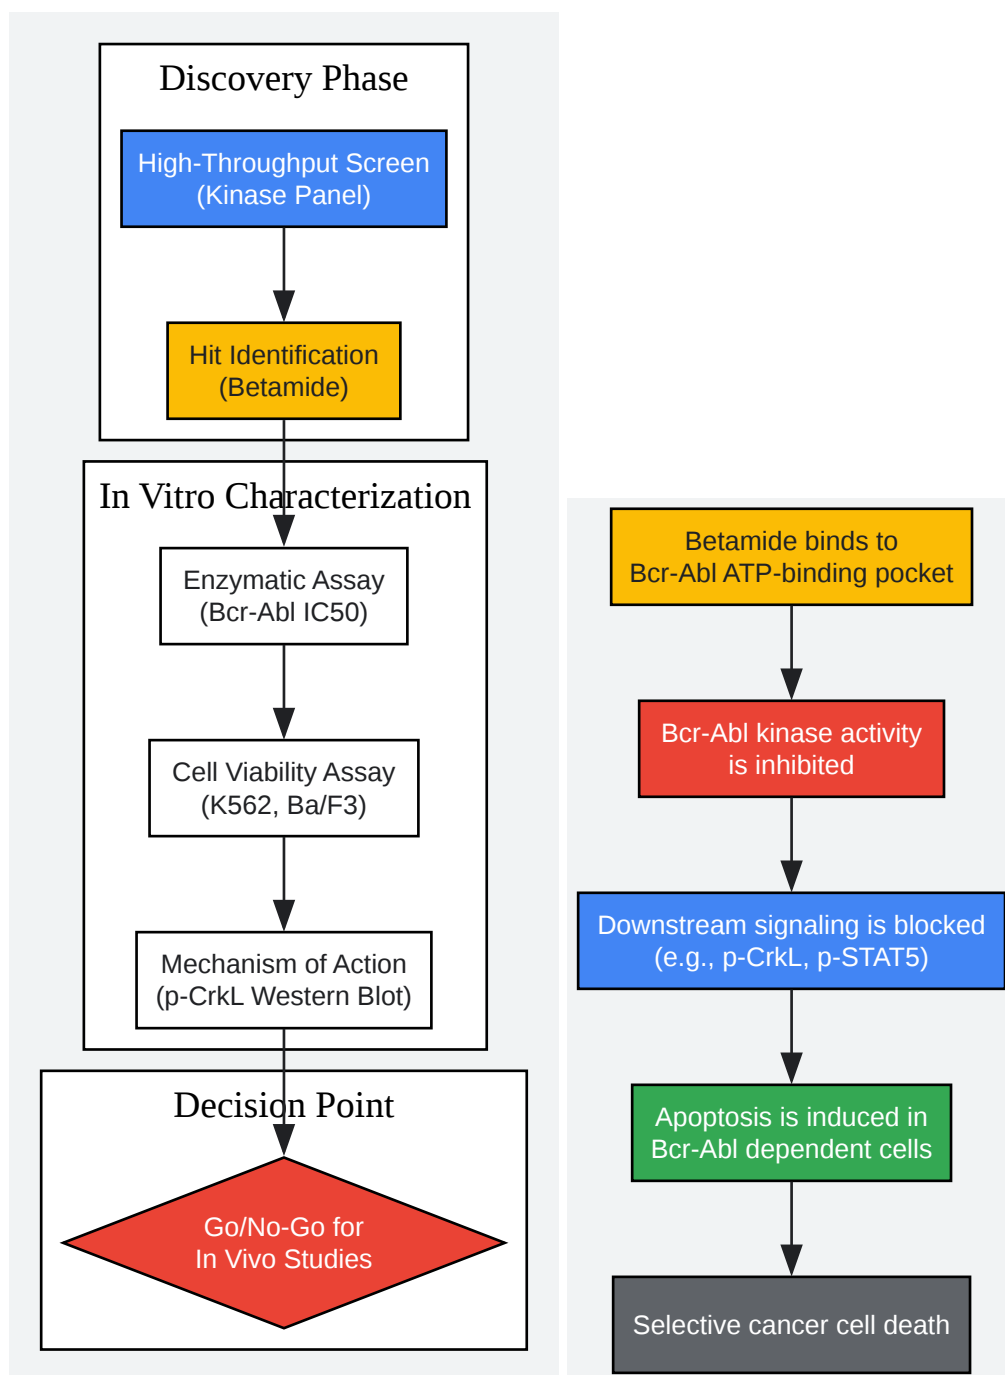 Discovery Phase
High-Throughput Screen
(Kinase Panel)
Hit Identification
(Betamide)
In Vitro Characterization
Enzymatic Assay
(Bcr-Abl IC50)
Cell Viability Assay
(K562, Ba/F3)
Mechanism of Action
(p-CrkL Western Blot)
Decision Point
Go/No-Go for
In Vivo Studies
Betamide binds to
Bcr-Abl ATP-binding pocket
Bcr-Abl kinase activity
is inhibited
Downstream signaling is blocked
(e.g., p-CrkL, p-STAT5)
Apoptosis is induced in
Bcr-Abl dependent cells
Selective cancer cell death